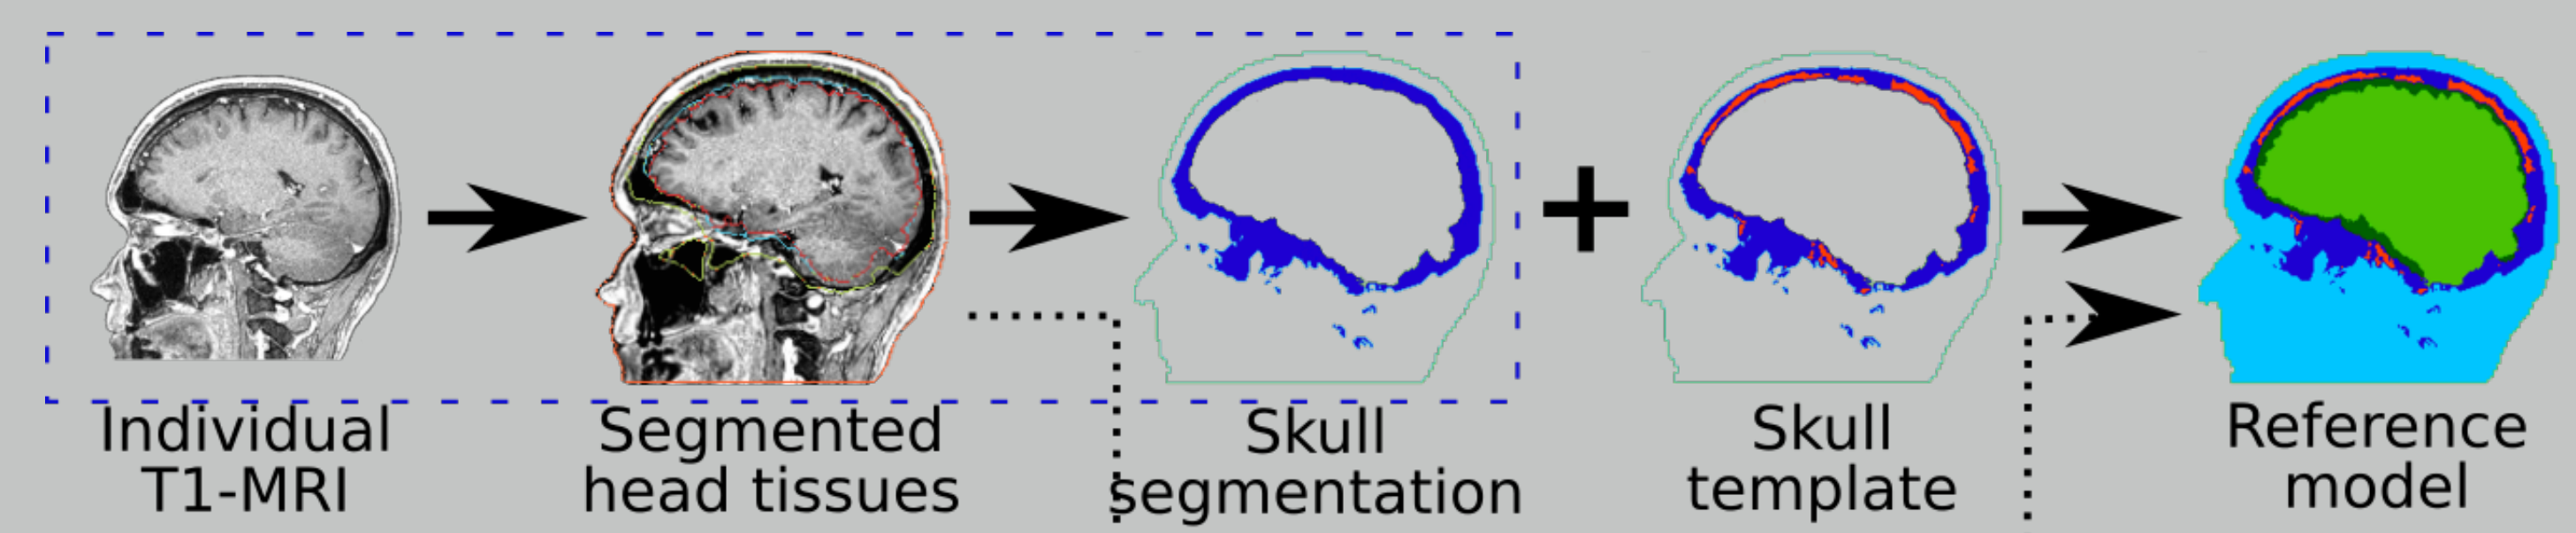 Individual
T1-MRI
Segmented
head tissues
Skull
segmentation
Skull
template
Reference
model